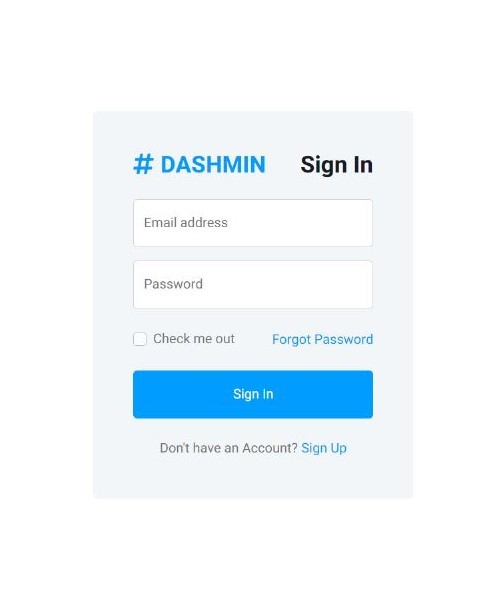 # DASHMIN Sign In
Email address
Password
Check me out Forgot Password
Sign In
Don't have an Account? Sign Up